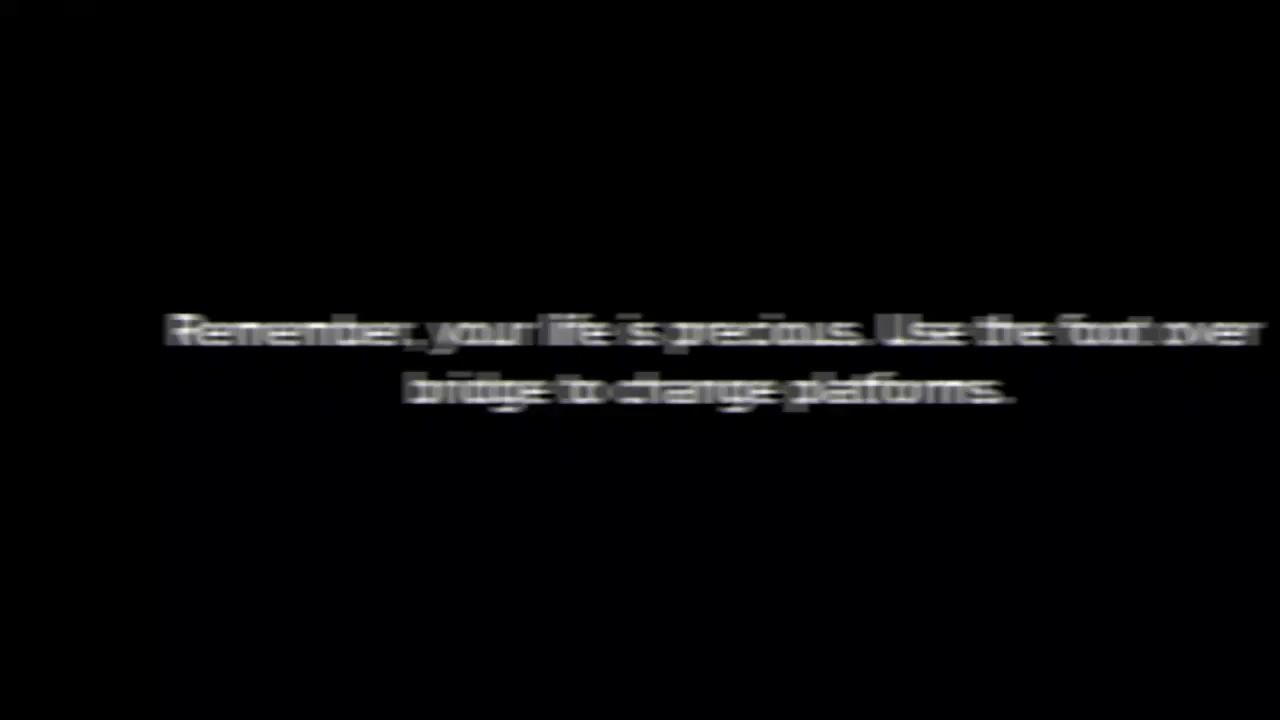 Remember, your life is precious. Use the foot over
bridge to change platforms.